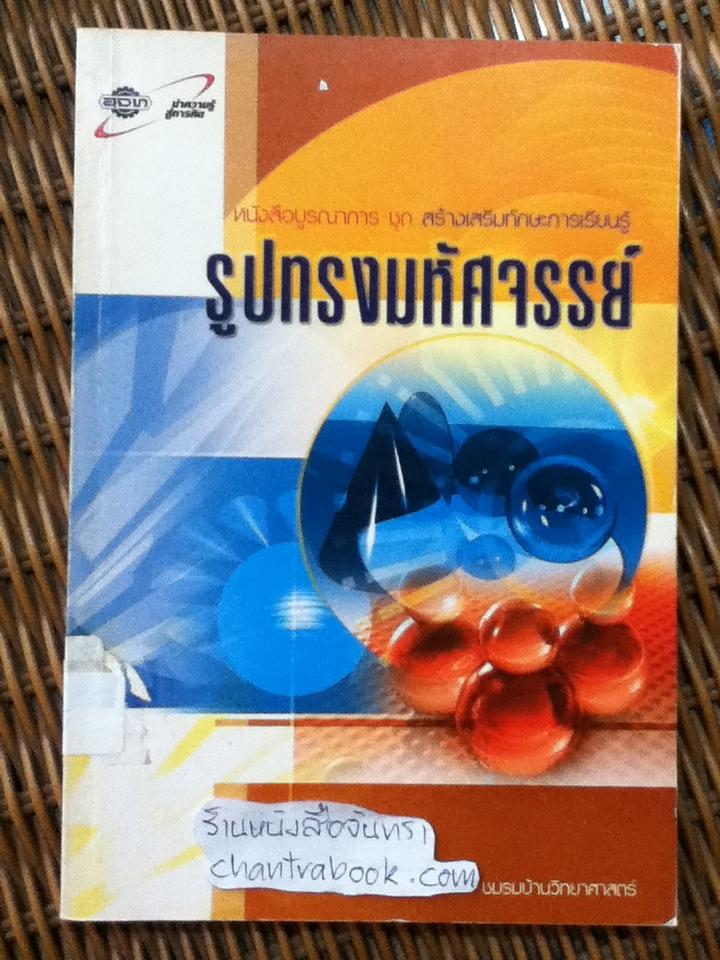 สวท
นำความรู้
สู่การคิด
หนังสือบูรณาการ ชุด สร้างเสริมทักษะการเรียนรู้
รูปทรงมหัศจรรย์
ร้านหนังสือจันทรา
chantrabook.com
ชมรมบ้านวิทยาศาสตร์